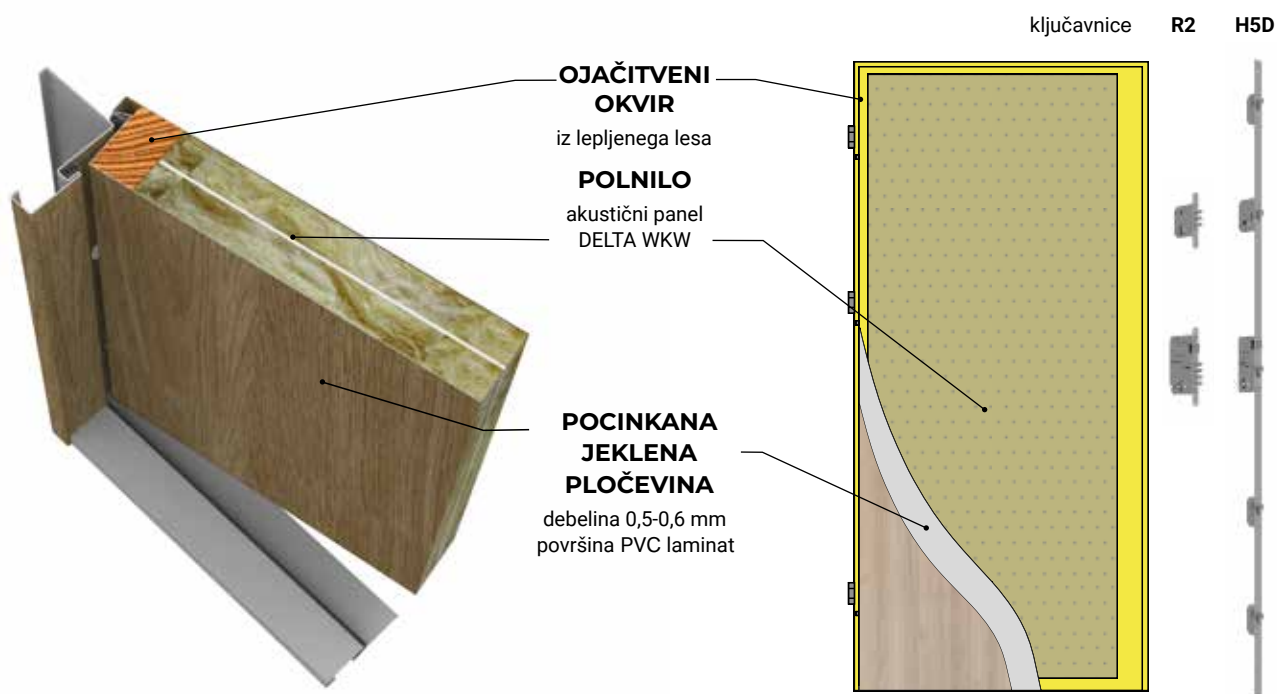 ključavnice R2 H5D
OJAČITVENI
OKVIR
iz lepljenega lesa
POLNILO
akustični panel
DELTA WKW
POCINKANA
JEKLENA
PLOČEVINA
debelina 0,5-0,6 mm
površina PVC laminat